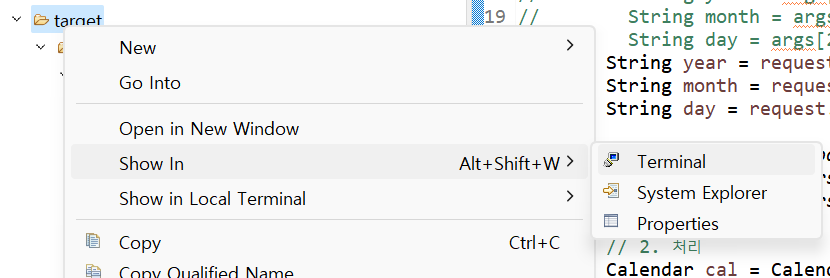 target
New
Go Into
Open in New Window
Show In Alt+Shift+W
Show in Local Terminal
Copy Ctrl+C
Copy Qualified Name
Terminal
System Explorer
Properties
19 //
String month = args
String day = args[2
String year = request
String month = request
String day = request
// 2. 처리
Calendar cal = Calenda